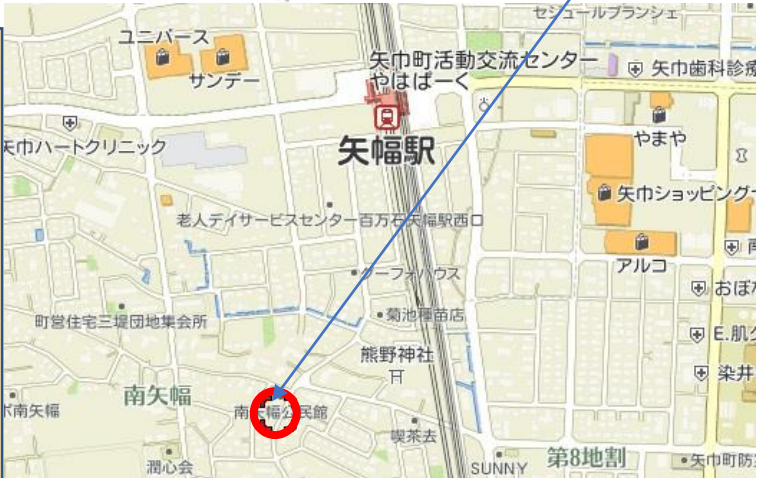 セジュールブランシェ
ユニバース
サンデー
矢巾町活動交流センター
やはぱーく
矢巾歯科診療
矢幅駅
やまや
矢巾ハートクリニック
矢巾ショッピング
老人デイサービスセンター百万石矢幅駅西口
アルコ
グーフォハウス
おぼ
菊池種苗店
町営住宅三堤団地集会所
E.肌ク
熊野神社
染井
南矢幅
南矢幅
南矢幅公民館
喫茶去
潤心会
SUNNY
第8地割
矢巾町防